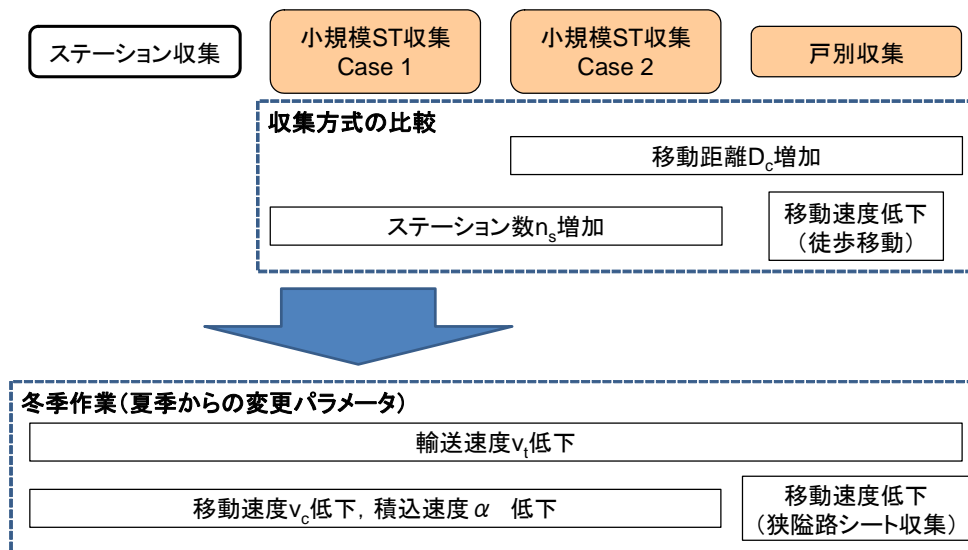 ステーション収集
小規模ST収集
Case 1
小規模ST収集
Case 2
戸別収集
収集方式の比較
移動距離Dc増加
ステーション数ns増加
移動速度低下
（徒歩移動）
冬季作業（夏季からの変更パラメータ）
輸送速度vt低下
移動速度vc低下，積込速度α　低下
移動速度低下
（狭隘路シート収集）